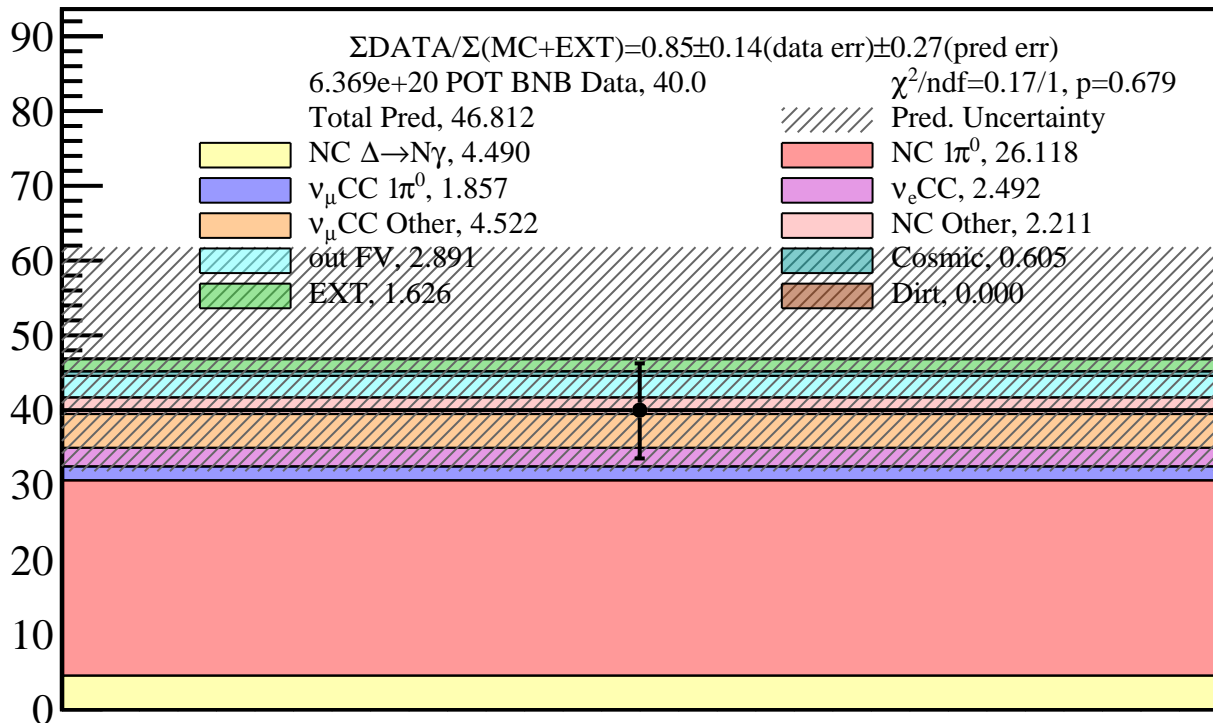 ΣDATA/Σ(MC+EXT)=0.85±0.14(data err)±0.27(pred err)
6.369e+20 POT BNB Data, 40.0 χ²/ndf=0.17/1, p=0.679
Total Pred, 46.812 Pred. Uncertainty
NC Δ→Nγ, 4.490 NC 1π⁰, 26.118
ν_μCC 1π⁰, 1.857 ν_eCC, 2.492
ν_μCC Other, 4.522 NC Other, 2.211
out FV, 2.891 Cosmic, 0.605
EXT, 1.626 Dirt, 0.000
90
80
70
60
50
40
30
20
10
0